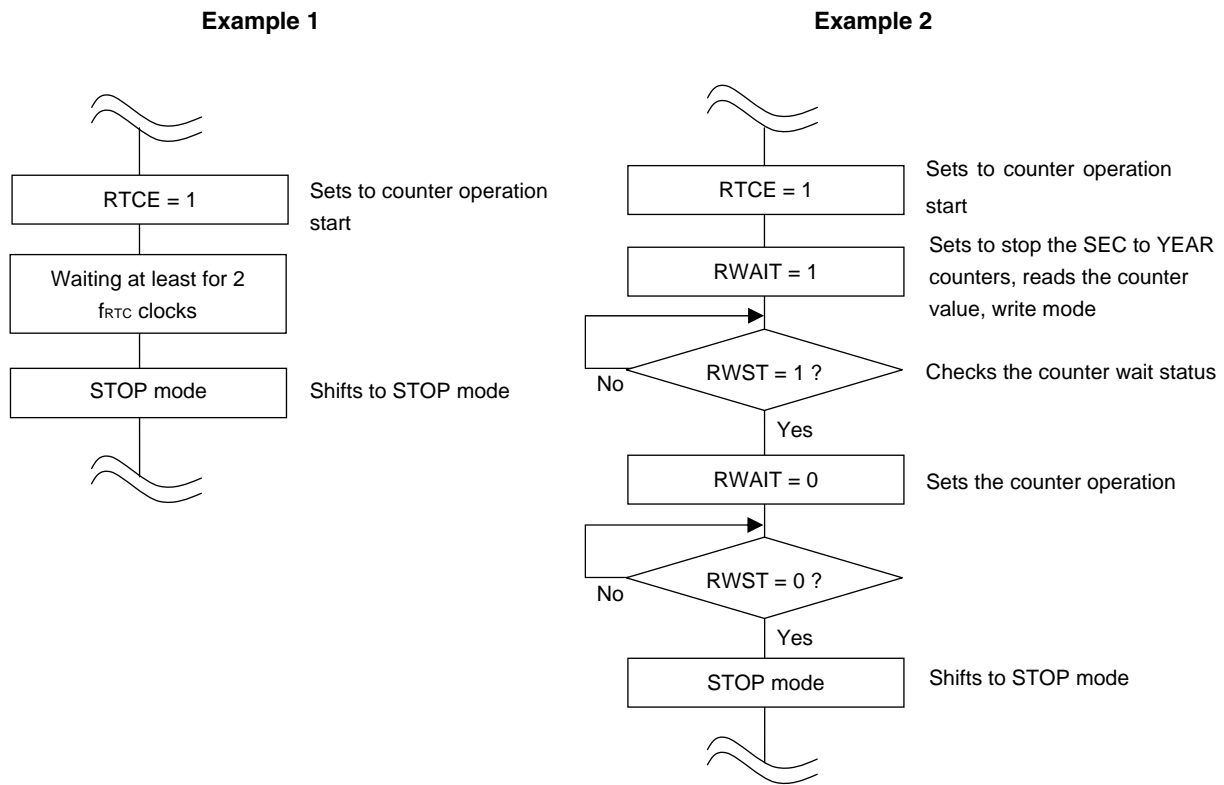 Example 1
RTCE = 1
Sets to counter operation
start
Waiting at least for 2
fRTC clocks
STOP mode
Shifts to STOP mode
Example 2
RTCE = 1
Sets to counter operation
start
RWAIT = 1
Sets to stop the SEC to YEAR
counters, reads the counter
value, write mode
No
RWST = 1 ?
Checks the counter wait status
Yes
RWAIT = 0
Sets the counter operation
No
RWST = 0 ?
Yes
STOP mode
Shifts to STOP mode